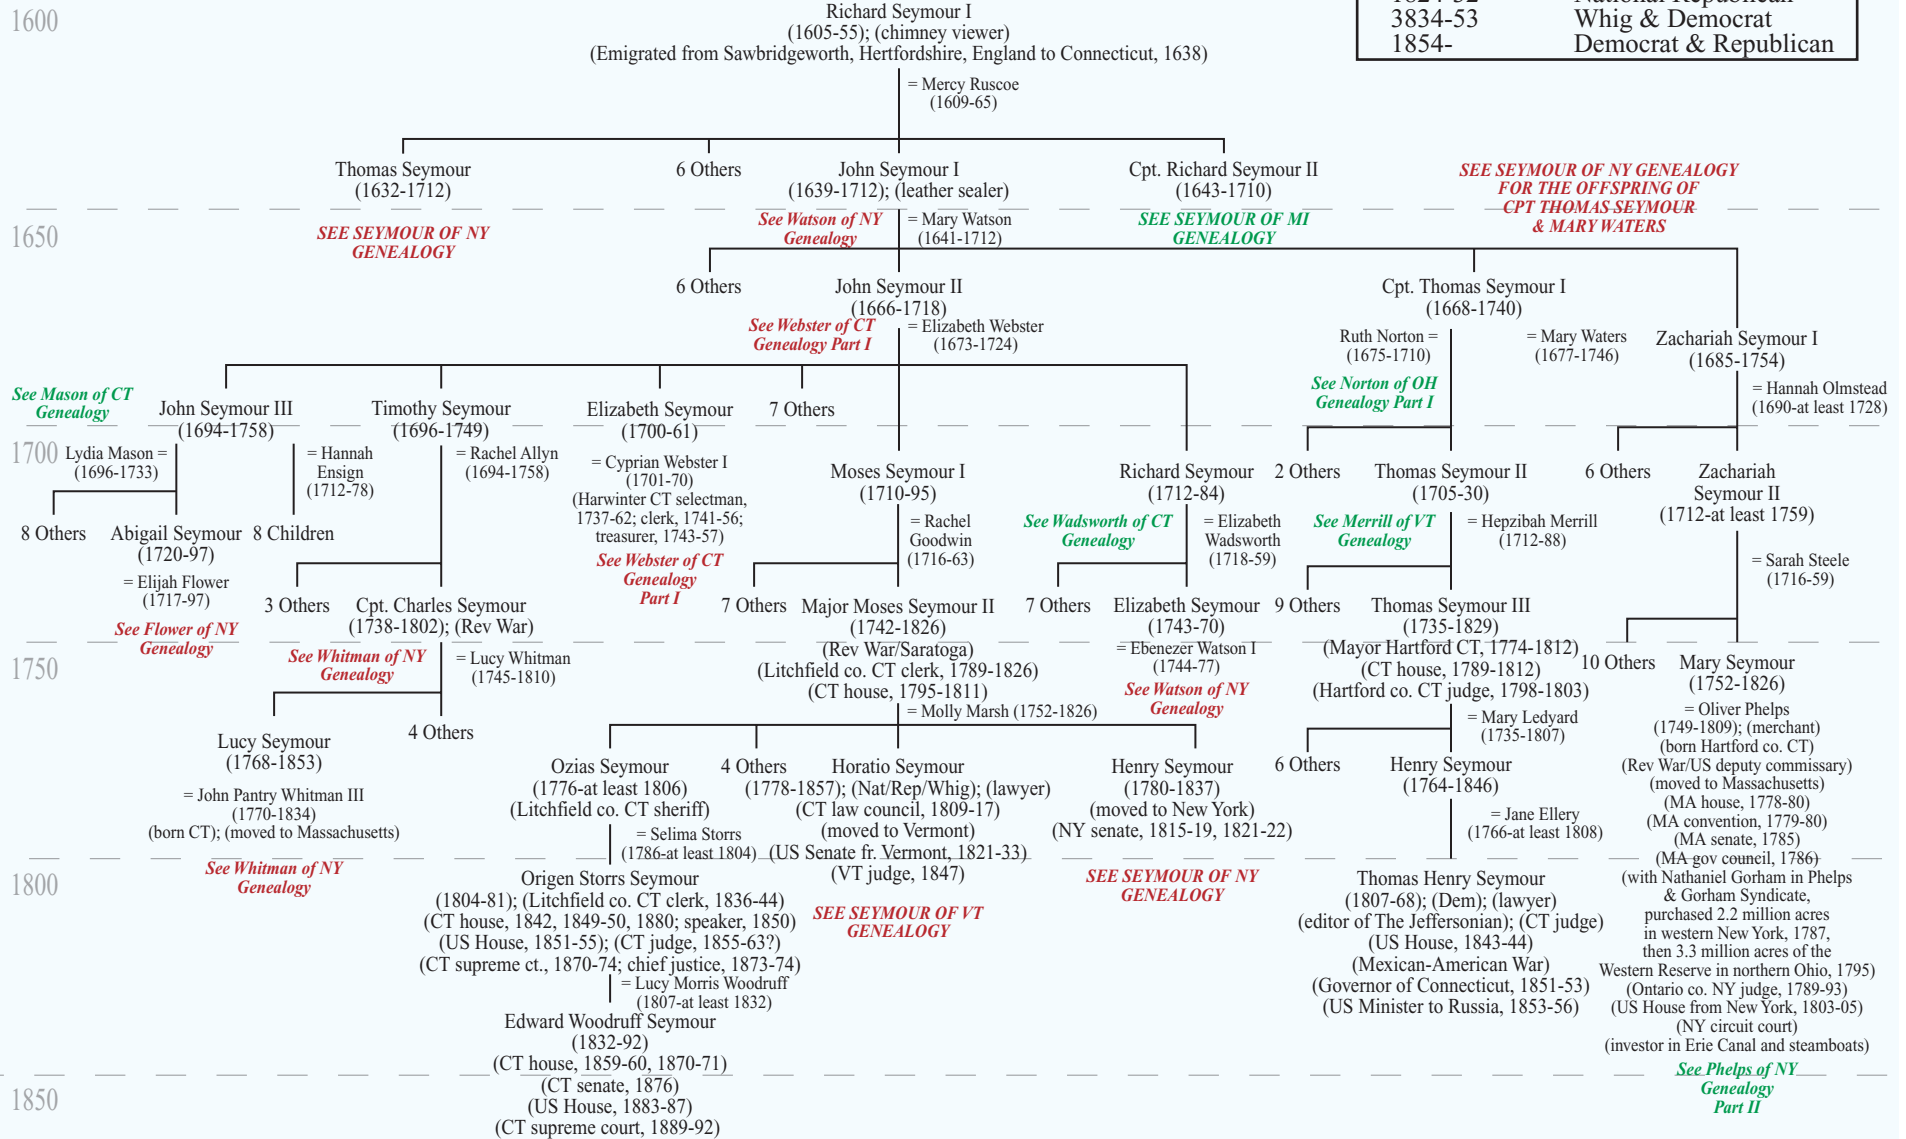 1600
1824-32 National Republican
3834-53 Whig & Democrat
1854- Democrat & Republican
Richard Seymour I
(1605-55); (chimney viewer)
(Emigrated from Sawbridgeworth, Hertfordshire, England to Connecticut, 1638)
= Mercy Ruscoe
(1609-65)
Thomas Seymour
(1632-1712)
SEE SEYMOUR OF NY
GENEALOGY
6 Others
John Seymour I
(1639-1712); (leather sealer)
See Watson of NY
Genealogy
= Mary Watson
(1641-1712)
Cpt. Richard Seymour II
(1643-1710)
SEE SEYMOUR OF MI
GENEALOGY
SEE SEYMOUR OF NY GENEALOGY
FOR THE OFFSPRING OF
CPT THOMAS SEYMOUR
& MARY WATERS
1650
6 Others
John Seymour II
(1666-1718)
See Webster of CT
Genealogy Part I
= Elizabeth Webster
(1673-1724)
Cpt. Thomas Seymour I
(1668-1740)
Ruth Norton =
(1675-1710)
See Norton of OH
Genealogy Part I
= Mary Waters
(1677-1746)
Zachariah Seymour I
(1685-1754)
= Hannah Olmstead
(1690-at least 1728)
See Mason of CT
Genealogy
John Seymour III
(1694-1758)
Lydia Mason =
(1696-1733)
= Hannah
Ensign
(1712-78)
Timothy Seymour
(1696-1749)
= Rachel Allyn
(1694-1758)
Elizabeth Seymour
(1700-61)
= Cyprian Webster I
(1701-70)
(Harwinter CT selectman,
1737-62; clerk, 1741-56;
treasurer, 1743-57)
See Webster of CT
Genealogy
Part I
7 Others
1700
Moses Seymour I
(1710-95)
= Rachel
Goodwin
(1716-63)
Richard Seymour
(1712-84)
See Wadsworth of CT
Genealogy
= Elizabeth
Wadsworth
(1718-59)
2 Others
Thomas Seymour II
(1705-30)
See Merrill of VT
Genealogy
= Hepzibah Merrill
(1712-88)
6 Others
Zachariah
Seymour II
(1712-at least 1759)
= Sarah Steele
(1716-59)
8 Others
Abigail Seymour
(1720-97)
= Elijah Flower
(1717-97)
See Flower of NY
Genealogy
8 Children
3 Others
Cpt. Charles Seymour
(1738-1802); (Rev War)
See Whitman of NY
Genealogy
= Lucy Whitman
(1745-1810)
7 Others
Major Moses Seymour II
(1742-1826)
(Rev War/Saratoga)
(Litchfield co. CT clerk, 1789-1826)
(CT house, 1795-1811)
= Molly Marsh (1752-1826)
7 Others
Elizabeth Seymour
(1743-70)
= Ebenezer Watson I
(1744-77)
See Watson of NY
Genealogy
9 Others
Thomas Seymour III
(1735-1829)
(Mayor Hartford CT, 1774-1812)
(CT house, 1789-1812)
(Hartford co. CT judge, 1798-1803)
= Mary Ledyard
(1735-1807)
1750
10 Others
Mary Seymour
(1752-1826)
= Oliver Phelps
(1749-1809); (merchant)
(born Hartford co. CT)
(Rev War/US deputy commissary)
(moved to Massachusetts)
(MA house, 1778-80)
(MA convention, 1779-80)
(MA senate, 1785)
(MA gov council, 1786)
(with Nathaniel Gorham in Phelps
& Gorham Syndicate,
purchased 2.2 million acres
in western New York, 1787,
then 3.3 million acres of the
Western Reserve in northern Ohio, 1795)
(Ontario co. NY judge, 1789-93)
(US House from New York, 1803-05)
(NY circuit court)
(investor in Erie Canal and steamboats)
See Phelps of NY
Genealogy
Part II
Lucy Seymour
(1768-1853)
= John Pantry Whitman III
(1770-1834)
(born CT); (moved to Massachusetts)
See Whitman of NY
Genealogy
4 Others
Ozias Seymour
(1776-at least 1806)
(Litchfield co. CT sheriff)
= Selima Storrs
(1786-at least 1804)
4 Others
Horatio Seymour
(1778-1857); (Nat/Rep/Whig); (lawyer)
(CT law council, 1809-17)
(moved to Vermont)
(US Senate fr. Vermont, 1821-33)
(VT judge, 1847)
SEE SEYMOUR OF VT
GENEALOGY
Henry Seymour
(1780-1837)
(moved to New York)
(NY senate, 1815-19, 1821-22)
SEE SEYMOUR OF NY
GENEALOGY
6 Others
Henry Seymour
(1764-1846)
= Jane Ellery
(1766-at least 1808)
1800
Origen Storrs Seymour
(1804-81); (Litchfield co. CT clerk, 1836-44)
(CT house, 1842, 1849-50, 1880; speaker, 1850)
(US House, 1851-55); (CT judge, 1855-63?)
(CT supreme ct., 1870-74; chief justice, 1873-74)
= Lucy Morris Woodruff
(1807-at least 1832)
Thomas Henry Seymour
(1807-68); (Dem); (lawyer)
(editor of The Jeffersonian); (CT judge)
(US House, 1843-44)
(Mexican-American War)
(Governor of Connecticut, 1851-53)
(US Minister to Russia, 1853-56)
Edward Woodruff Seymour
(1832-92)
(CT house, 1859-60, 1870-71)
(CT senate, 1876)
(US House, 1883-87)
(CT supreme court, 1889-92)
1850